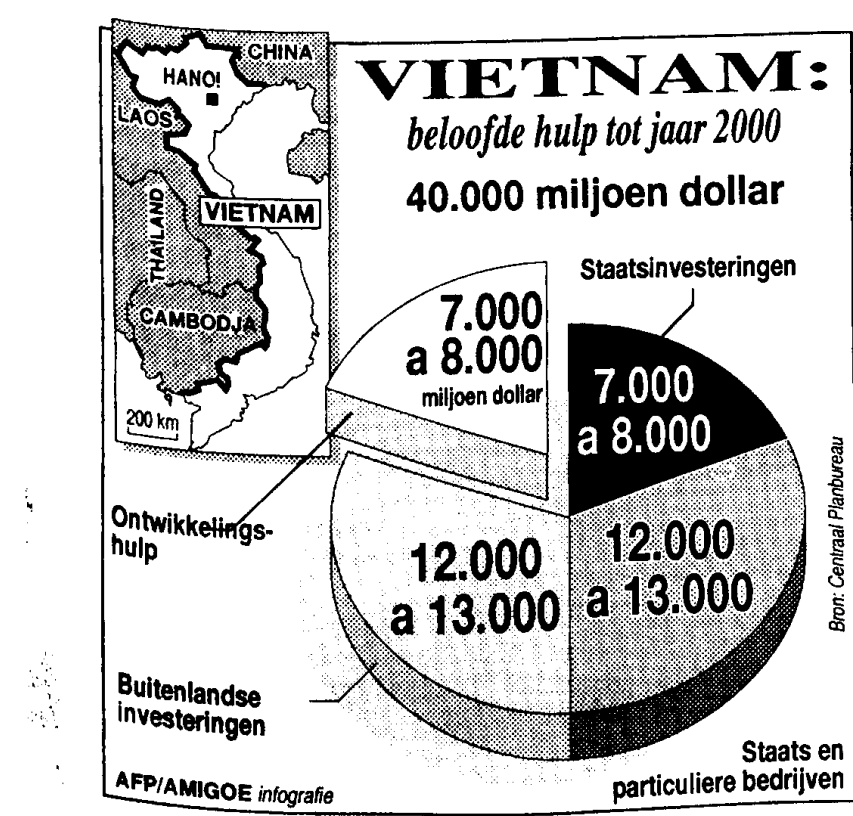 VIETNAM:
beloofde hulp tot jaar 2000
40.000 miljoen dollar
CHINA
HANOI
LAOS
VIETNAM
THAILAND
CAMBODJA
200 km
Staatsinvesteringen
7.000
a 8.000
miljoen dollar
7.000
a 8.000
Ontwikkelings-
hulp
12.000
a 13.000
12.000
a 13.000
Bron: Centraal Planbureau
Buitenlandse
investeringen
Staats en
particuliere bedrijven
AFP/AMIGOE infografie